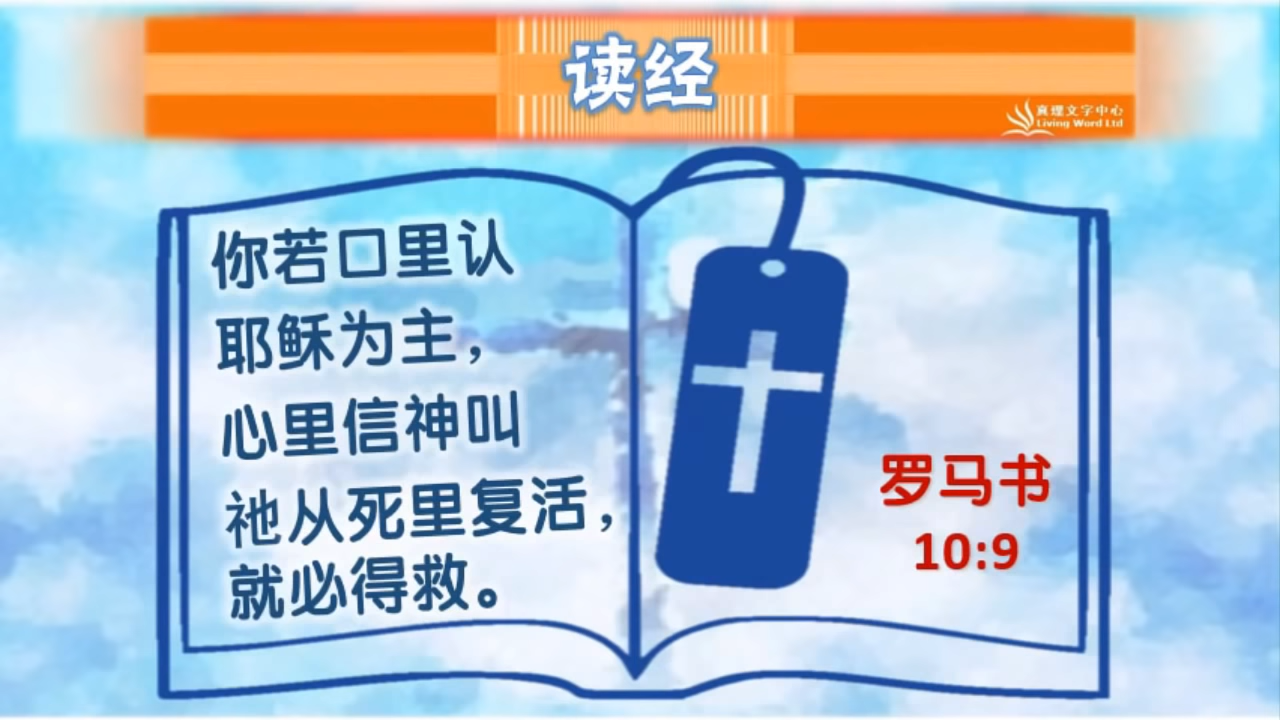 读经
真理文字中心
Living Word Ltd
你若口里认
耶稣为主，
心里信神叫
祂从死里复活，
就必得救。
罗马书
10:9